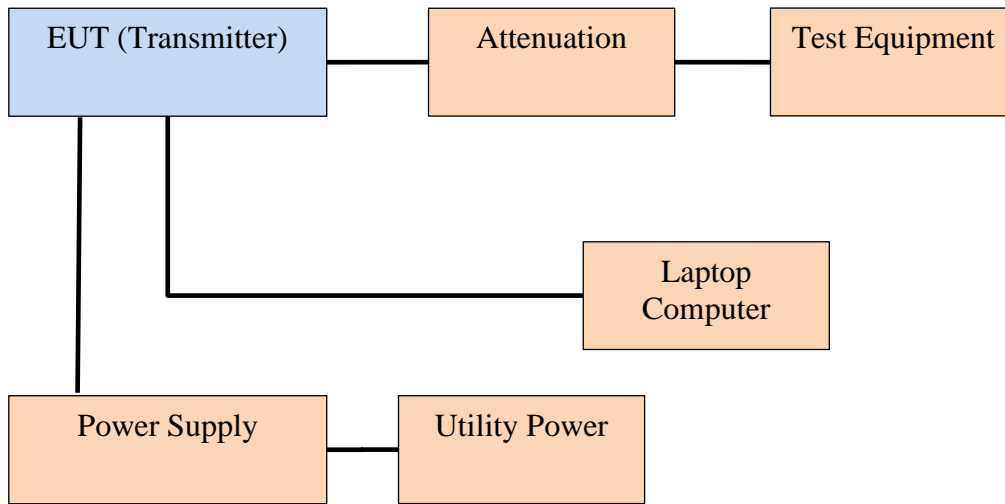 EUT (Transmitter)
Attenuation
Test Equipment
Laptop
Computer
Power Supply
Utility Power